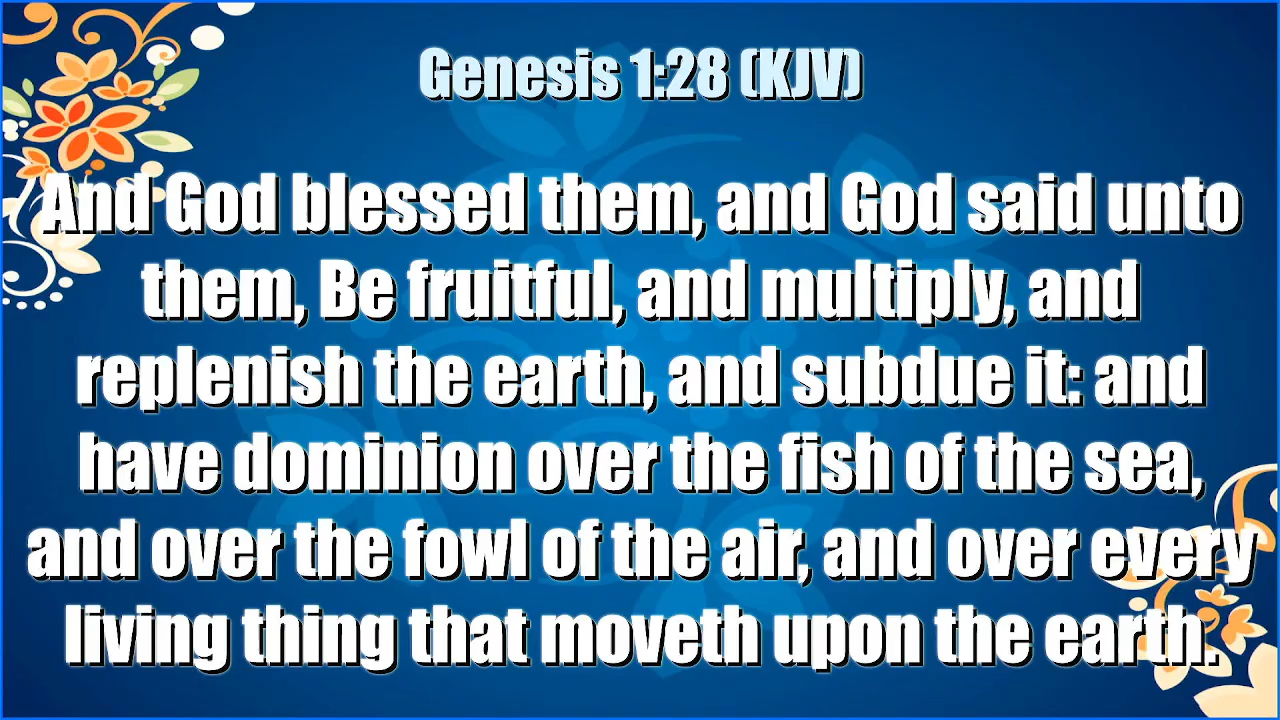 Genesis 1:28 (KJV)
And God blessed them, and God said unto
them, Be fruitful, and multiply, and
replenish the earth, and subdue it: and
have dominion over the fish of the sea,
and over the fowl of the air, and over every
living thing that moveth upon the earth.